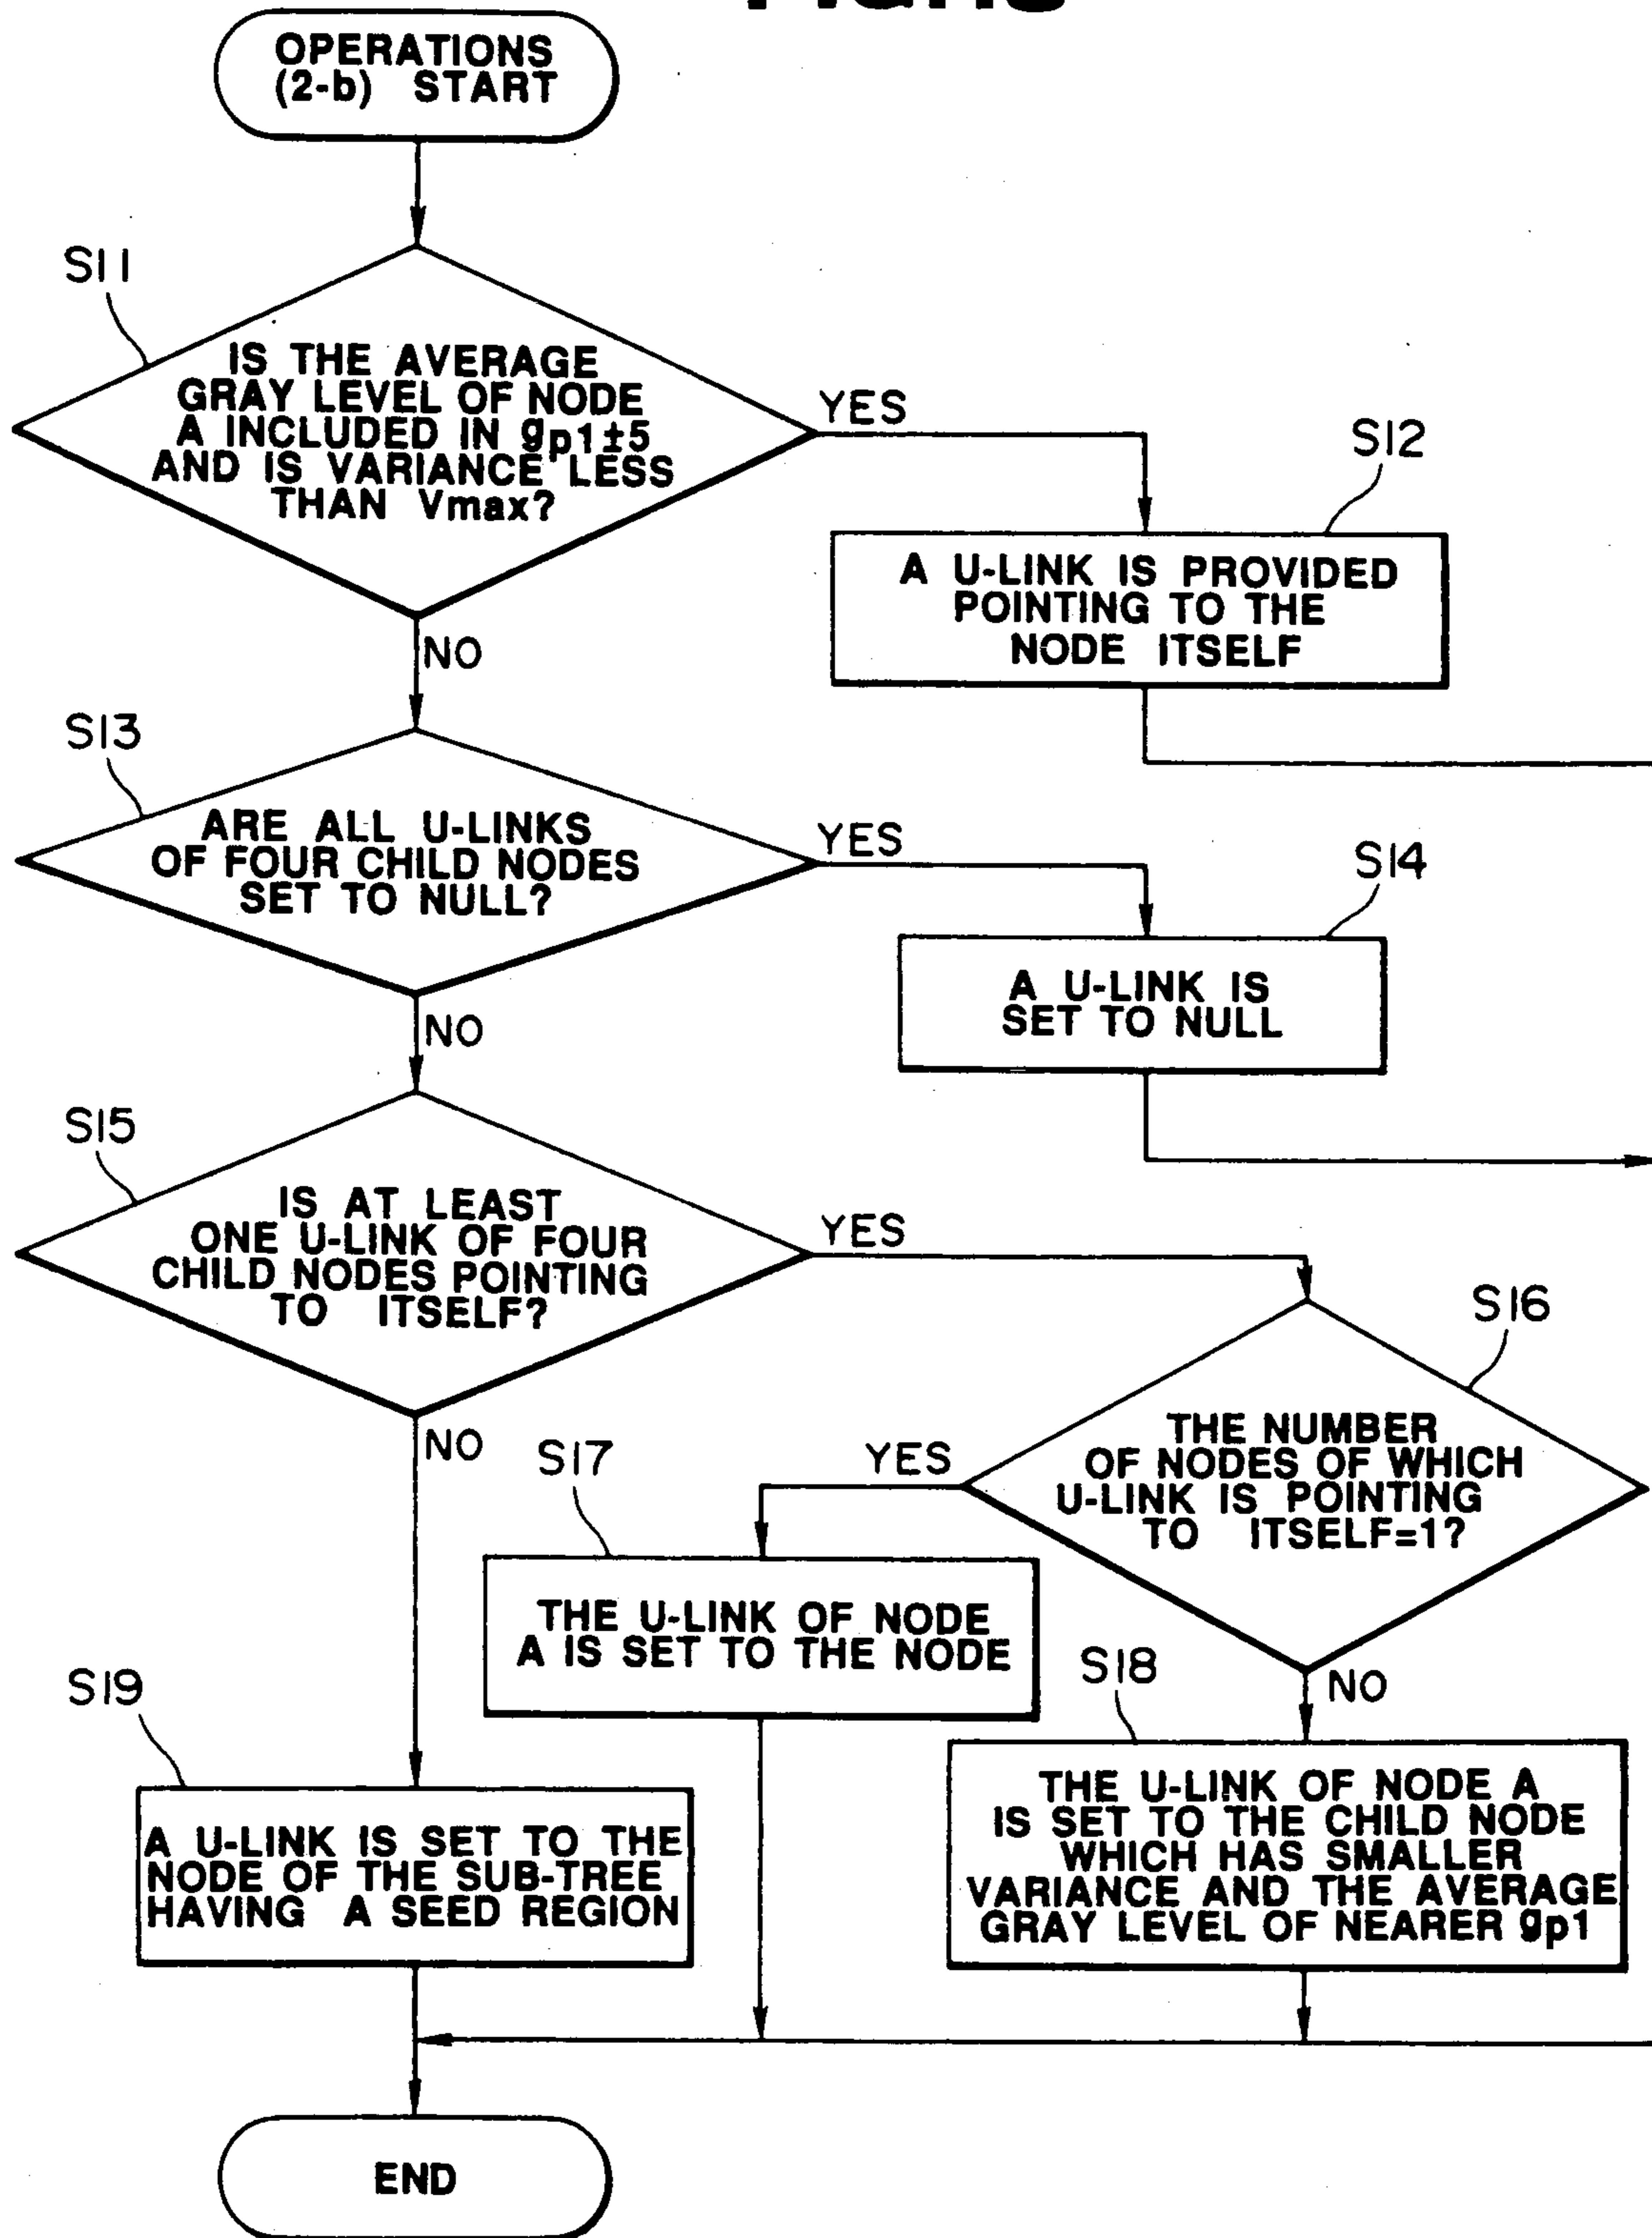 OPERATIONS
(2-b) START
S11
IS THE AVERAGE
GRAY LEVEL OF NODE
A INCLUDED IN gp1±5
AND IS VARIANCE LESS
THAN Vmax?
YES
S12
A U-LINK IS PROVIDED
POINTING TO THE
NODE ITSELF
NO
S13
ARE ALL U-LINKS
OF FOUR CHILD NODES
SET TO NULL?
YES
S14
A U-LINK IS
SET TO NULL
NO
S15
IS AT LEAST
ONE U-LINK OF FOUR
CHILD NODES POINTING
TO ITSELF?
YES
S16
THE NUMBER
OF NODES OF WHICH
U-LINK IS POINTING
TO ITSELF=1?
NO
S17
YES
THE U-LINK OF NODE
A IS SET TO THE NODE
S18
NO
S19
THE U-LINK OF NODE A
IS SET TO THE CHILD NODE
WHICH HAS SMALLER
VARIANCE AND THE AVERAGE
GRAY LEVEL OF NEARER gp1
A U-LINK IS SET TO THE
NODE OF THE SUB-TREE
HAVING A SEED REGION
END